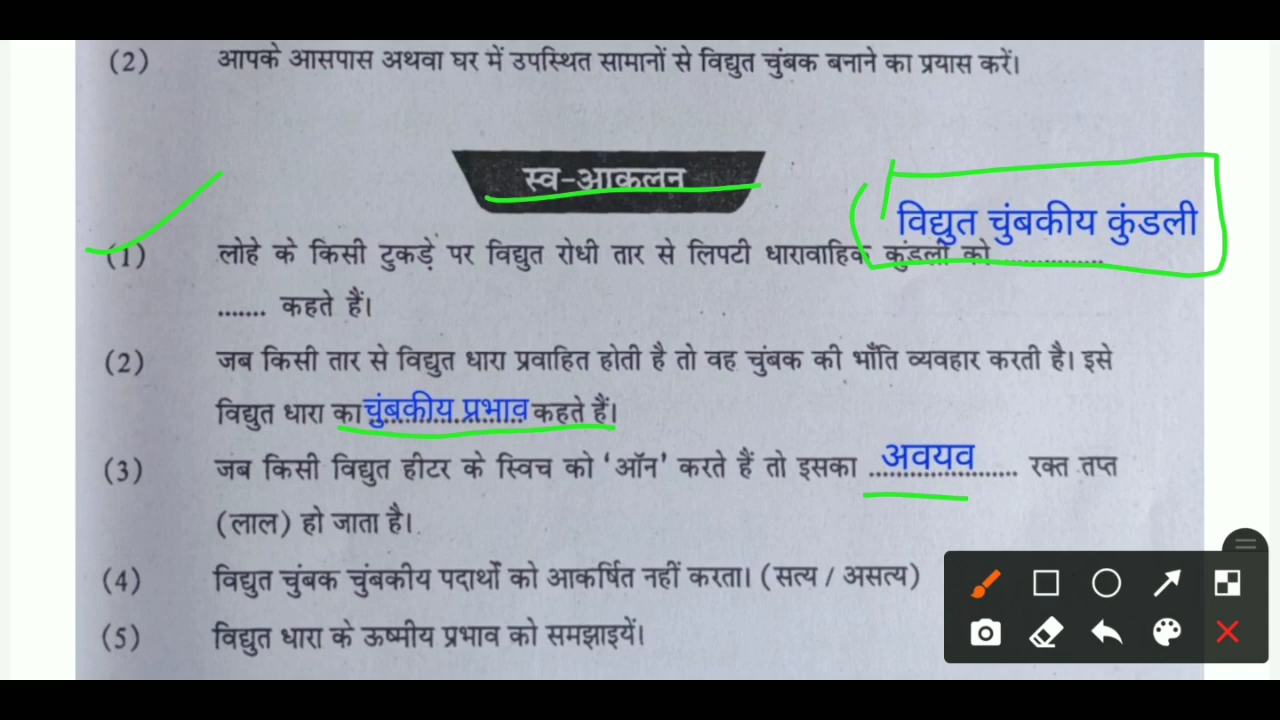 (2) आपके आसपास अथवा घर में उपस्थित सामानों से विद्युत चुंबक बनाने का प्रयास करें।
स्व-आकलन
विद्युत चुंबकीय कुंडली
(1) लोहे के किसी टुकड़े पर विद्युत रोधी तार से लिपटी धारावाहिक कुंडली को ...............
....... कहते हैं।
(2) जब किसी तार से विद्युत धारा प्रवाहित होती है तो वह चुंबक की भाँति व्यवहार करती है। इसे
विद्युत धारा का चुंबकीय प्रभाव कहते हैं।
(3) जब किसी विद्युत हीटर के स्विच को ‘ऑन’ करते हैं तो इसका ...अवयव... रक्त तप्त
(लाल) हो जाता है।
(4) विद्युत चुंबक चुंबकीय पदार्थों को आकर्षित नहीं करता। (सत्य / असत्य)
(5) विद्युत धारा के ऊष्मीय प्रभाव को समझाइयें।